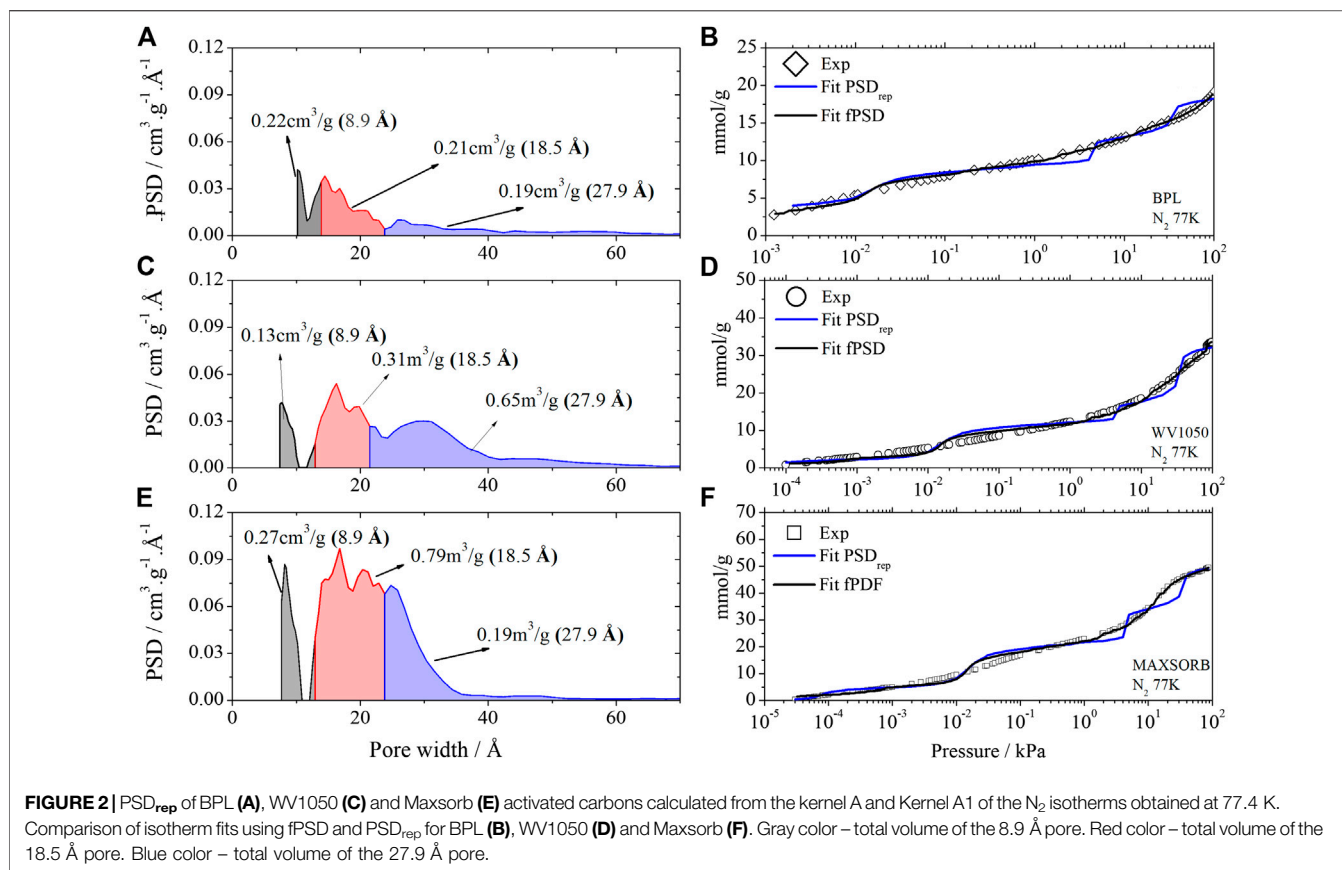 A
0.12
0.09
0.06
0.03
0.00
.PSD / cm³.g⁻¹.Å⁻¹
0.22cm³/g (8.9 Å)
0.21cm³/g (18.5 Å)
0.19cm³/g (27.9 Å)
0 20 40 60
B
25
20
15
10
5
0
mmol/g
Exp
Fit PSDrep
Fit fPSD
BPL
N₂ 77K
10⁻³ 10⁻² 10⁻¹ 10⁰ 10¹ 10²
C
0.12
0.09
0.06
0.03
0.00
PSD / cm³.g⁻¹.Å⁻¹
0.13cm³/g (8.9 Å)
0.31m³/g (18.5 Å)
0.65m³/g (27.9 Å)
0 20 40 60
D
50
40
30
20
10
0
mmol/g
Exp
Fit PSDrep
Fit fPSD
WV1050
N₂ 77K
10⁻⁴ 10⁻³ 10⁻² 10⁻¹ 10⁰ 10¹ 10²
E
0.12
0.09
0.06
0.03
0.00
PSD / cm³.g⁻¹.Å⁻¹
0.27cm³/g (8.9 Å)
0.79m³/g (18.5 Å)
0.19m³/g (27.9 Å)
0 20 40 60
Pore width / Å
F
70
60
50
40
30
20
10
0
mmol/g
Exp
Fit PSDrep
Fit fPDF
MAXSORB
N₂ 77K
10⁻⁵ 10⁻⁴ 10⁻³ 10⁻² 10⁻¹ 10⁰ 10¹ 10²
Pressure / kPa
FIGURE 2 | PSDrep of BPL (A), WV1050 (C) and Maxsorb (E) activated carbons calculated from the kernel A and Kernel A1 of the N₂ isotherms obtained at 77.4 K.
Comparison of isotherm fits using fPSD and PSDrep for BPL (B), WV1050 (D) and Maxsorb (F). Gray color – total volume of the 8.9 Å pore. Red color – total volume of the
18.5 Å pore. Blue color – total volume of the 27.9 Å pore.